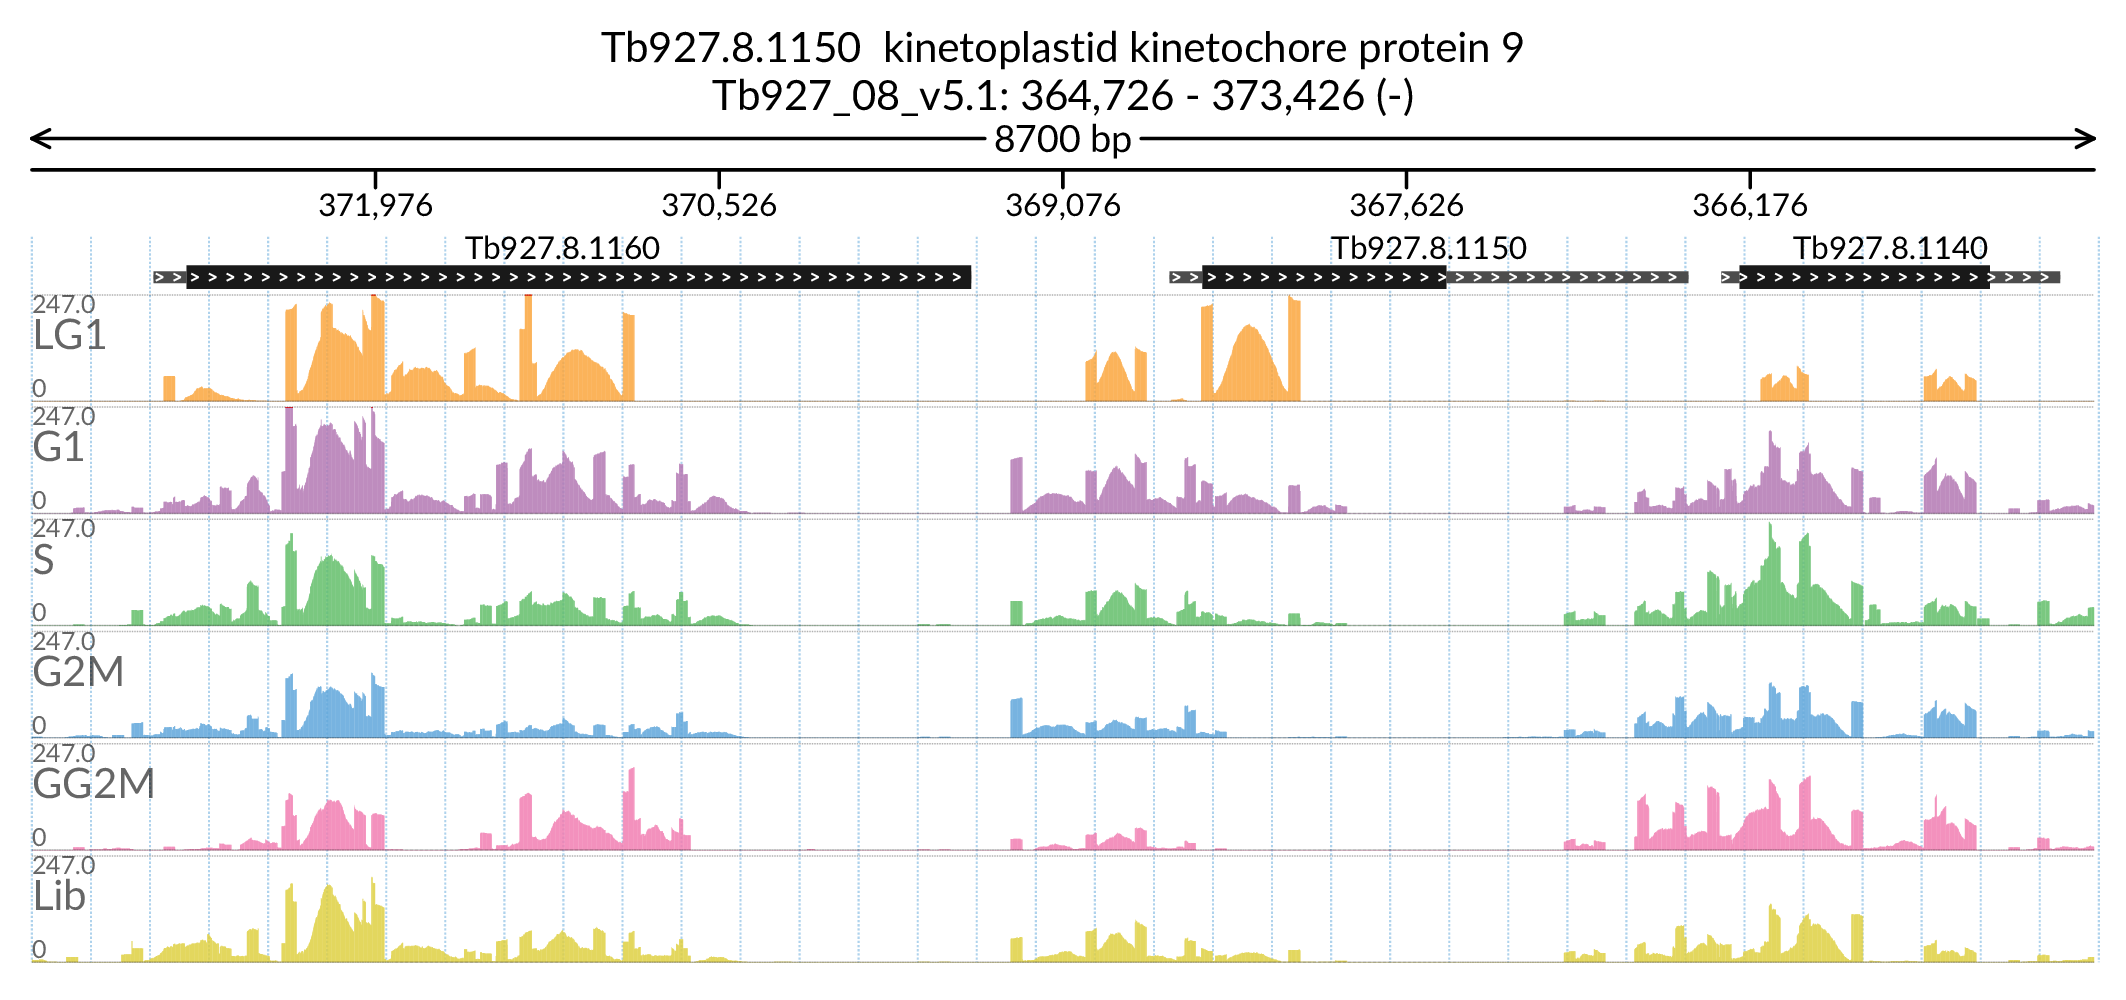 Tb927.8.1150 kinetoplastid kinetochore protein 9
Tb927_08_v5.1: 364,726 - 373,426 (-)
8700 bp
371,976 370,526 369,076 367,626 366,176
Tb927.8.1160 Tb927.8.1150 Tb927.8.1140
247.0
LG1
0
247.0
G1
0
247.0
S
0
247.0
G2M
0
247.0
GG2M
0
247.0
Lib
0